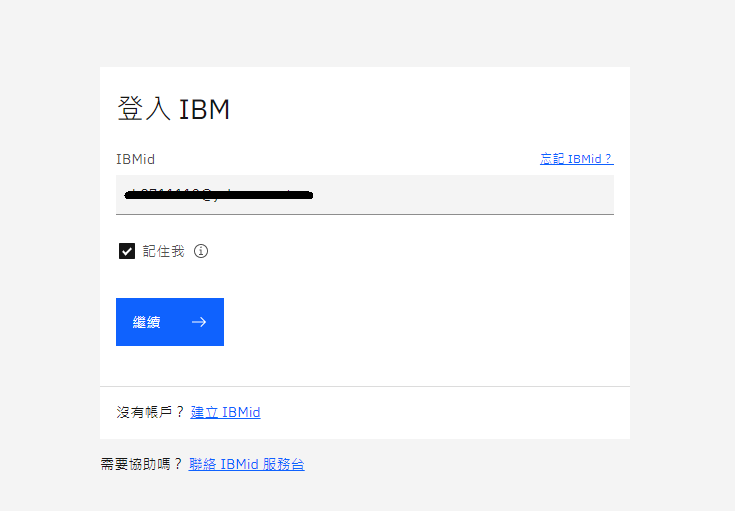 登入 IBM
IBMid 忘記 IBMid？
記住我
繼續
沒有帳戶？ 建立 IBMid
需要協助嗎？ 聯絡 IBMid 服務台